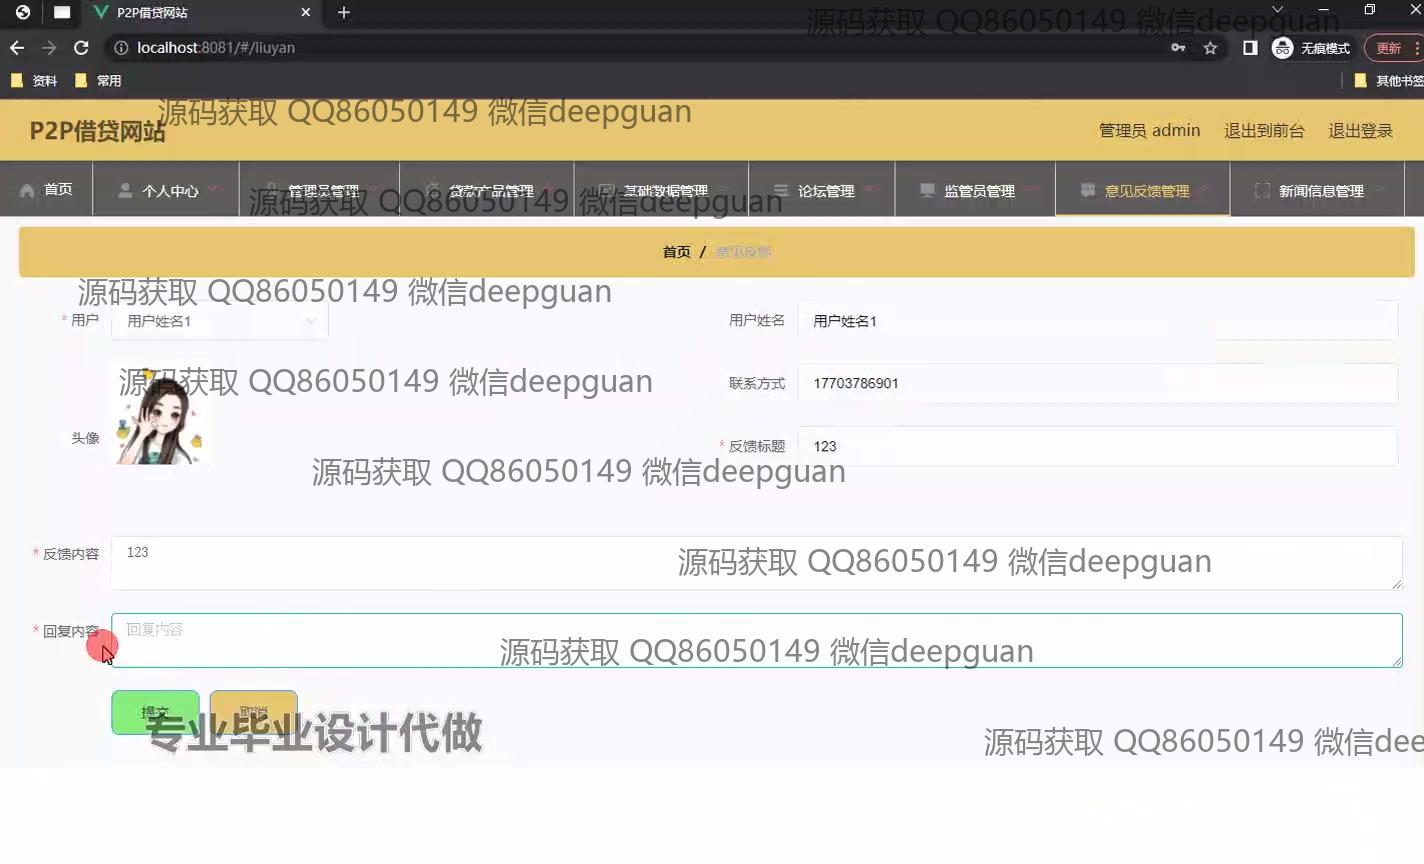 P2P借贷网站
localhost:8081/#/liuyan
无痕模式
更新
资料
常用
其他书签
源码获取 QQ86050149 微信deepguan
源码获取 QQ86050149 微信deepguan
P2P借贷网站
管理员 admin
退出到前台
退出登录
首页
个人中心
管理员管理
贷款产品管理
基础数据管理
论坛管理
监管员管理
意见反馈管理
新闻信息管理
源码获取 QQ86050149 微信deepguan
首页 / 意见反馈
源码获取 QQ86050149 微信deepguan
* 用户
用户姓名1
用户姓名
用户姓名1
源码获取 QQ86050149 微信deepguan
联系方式
17703786901
头像
* 反馈标题
123
源码获取 QQ86050149 微信deepguan
* 反馈内容
123
源码获取 QQ86050149 微信deepguan
* 回复内容
回复内容
源码获取 QQ86050149 微信deepguan
提交
取消
专业毕业设计代做
源码获取 QQ86050149 微信dee